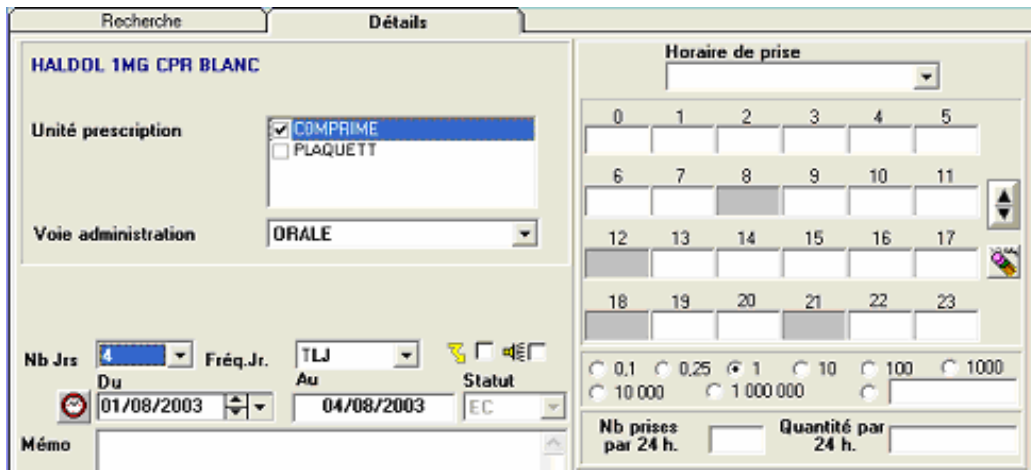 Recherche
Détails
HALDOL 1MG CPR BLANC
Unité prescription
COMPRIME
PLAQUETT
Voie administration
ORALE
Nb Jrs
4
Fréq.Jr.
TLJ
Du
Au
Statut
01/08/2003
04/08/2003
EC
Mémo
Horaire de prise
0 1 2 3 4 5
6 7 8 9 10 11
12 13 14 15 16 17
18 19 20 21 22 23
0,1 0,25 1 10 100 1000
10 000 1 000 000
Nb prises
par 24 h.
Quantité par
24 h.